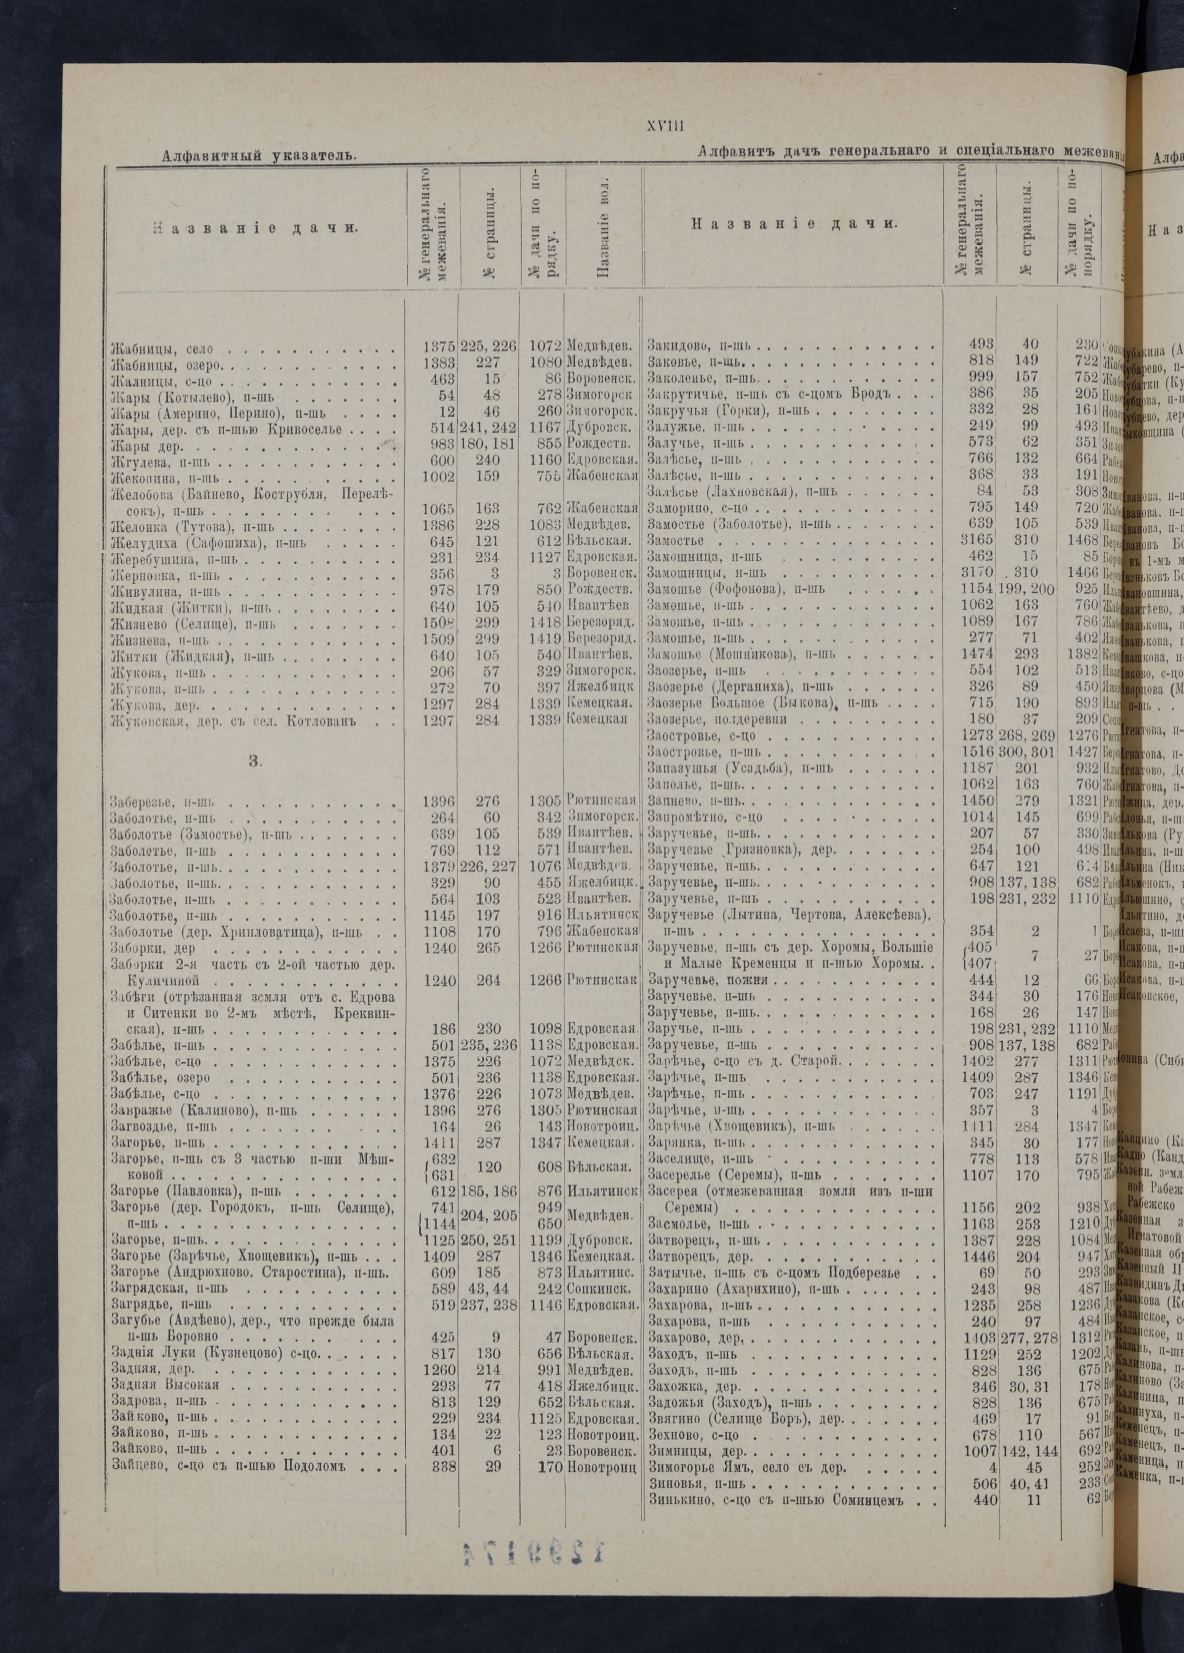 XVIII
Алфавитный указатель.
Алфавитъ дачъ генеральнаго и спеціальнаго межеванія
Названіе дачи.
№ генеральнаго межеванія.
№ страницы.
№ дачи по порядку.
Названіе вол.
Жабницы, село 1375 225, 226 1072 Медвѣдев.
Жабницы, озеро 1383 227 1080 Медвѣдев.
Жалницы, с-цо 463 15 86 Боровенск.
Жары (Котылево), п-шь 54 48 278 Зимогорск
Жары (Америно, Перино), п-шь 12 46 260 Зимогорск.
Жары, дер. съ п-шью Кривоселье 514 241, 242 1167 Дубровск.
Жары дер. 983 180, 181 855 Рождеств.
Жгулева, п-шь 600 240 1160 Едровская.
Жекопина, п-шь 1002 159 755 Жабенская
Желобова (Байнево, Кострубля, Перелѣ-
сокъ), п-шь 1065 163 762 Жабенская
Желонка (Тутова), п-шь 1386 228 1083 Медвѣдев.
Желудиха (Сафошиха), п-шь 645 121 612 Бѣльская.
Жеребушина, п-шь 231 234 1127 Едровская.
Жерновка, п-шь 356 3 3 Боровенск.
Живулина, п-шь 978 179 850 Рождеств.
Жидкая (Житки), п-шь 640 105 540 Ивантѣев
Жизнево (Селище), п-шь 1508 299 1418 Березоряд.
Жизнева, п-шь 1509 299 1419 Березоряд.
Житки (Жидкая), п-шь 640 105 540 Ивантѣев.
Жукова, п-шь 206 57 329 Зимогорск.
Жукова, п-шь 272 70 397 Яжелбицк
Жукова, дер. 1297 284 1339 Кемецкая.
Жуковская, дер. съ сел. Котлованъ 1297 284 1339 Кемецкая
З.
Заберезье, п-шь 1396 276 1305 Рютинская
Заболотье, п-шь 264 60 342 Зимогорск.
Заболотье (Замостье), п-шь 639 105 539 Ивантѣев.
Заболотье, п-шь 769 112 571 Ивантѣев.
Заболотье, п-шь. 1379 226, 227 1076 Медвѣдев.
Заболотье, п-шь. 329 90 455 Яжелбицк.
Заболотье, п-шь 564 103 523 Ивантѣев.
Заболотье, п-шь 1145 197 916 Ильятинск
Заболотье (дер. Хрипловатица), п-шь 1108 170 796 Жабенская
Заборки, дер 1240 265 1266 Рютинская
Заборки 2-я часть съ 2-ой частью дер.
Куличиной 1240 264 1266 Рютинская
Забѣги (отрѣзанная земля отъ с. Едрова
и Ситенки во 2-мъ мѣстѣ, Креквин-
ская), п-шь 186 230 1098 Едровская.
Забѣлье, п-шь 501 235, 236 1138 Едровская.
Забѣлье, с-цо 1375 226 1072 Медвѣдск.
Забѣлье, озеро 501 236 1138 Едровская.
Забѣлье, с-цо 1376 226 1073 Медвѣдев.
Завражье (Калиново), п-шь 1396 276 1305 Рютинская
Загвоздье, п-шь 164 26 143 Новотроиц.
Загорье, п-шь 1411 287 1347 Кемецкая.
Загорье, п-шь съ 3 частью п-ши Мѣш-
ковой {632 631 120 608 Бѣльская.
Загорье (Павловка), п-шь 612 185, 186 876 Ильятинск
Загорье (дер. Городокъ, п-шь Селище), 741 949
п-шь {1144 204, 205 650 Медвѣдев.
Загорье, п-шь. 1125 250, 251 1199 Дубровск.
Загорье (Зарѣчье, Хвощевикъ), п-шь 1409 287 1346 Кемецкая.
Загорье (Андрюхново, Старостина), п-шь. 609 185 873 Ильятинс.
Загрядская, п-шь 589 43, 44 242 Сопкинск.
Загрядье, п-шь 519 237, 238 1146 Едровская.
Загубье (Авдѣево), дер., что прежде была
п-шь Боровно 425 9 47 Боровенск.
Заднія Луки (Кузнецово) с-цо. 817 130 656 Бѣльская.
Задняя, дер. 1260 214 991 Медвѣдев.
Задняя Высокая 293 77 418 Яжелбицк.
Задрова, п-шь 813 129 652 Бѣльская.
Зайково, п-шь 229 234 1125 Едровская.
Зайково, п-шь 134 22 123 Новотроиц.
Зайково, п-шь 401 6 23 Боровенск.
Зайцево, с-цо съ п-шью Подоломъ 338 29 170 Новотроиц
Названіе дачи.
№ генеральнаго межеванія.
№ страницы.
№ дачи по порядку.
Закидово, п-шь 493 40 230
Заковье, п-шь. 818 149 722
Заколенье, п-шь. 999 157 752
Закрутичье, п-шь съ с-цомъ Бродъ 386 35 205
Закручья (Горки), п-шь 332 28 164
Залужье, п-шь 249 99 493
Залучье, п-шь 573 62 351
Залѣсье, п-шь 766 132 664
Залѣсье, п-шь 368 33 191
Залѣсье (Лахновская), п-шь 84 53 308
Заморино, с-цо 795 149 720
Замостье (Заболотье), п-шь 639 105 539
Замостье 3165 310 1468
Замошница, п-шь 462 15 85
Замошницы, п-шь 3170 310 1466
Замошье (Фофонова), п-шь 1154 199, 200 925
Замошье, п-шь 1062 163 760
Замошье, п-шь 1089 167 786
Замошье, п-шь 277 71 402
Замошье (Мошникова), п-шь 1474 293 1382
Заозерье, п-шь 554 102 513
Заозерье (Дерганиха), п-шь 326 89 450
Заозерье Большое (Быкова), п-шь 715 190 893
Заозерье, полдеревни 180 37 209
Заостровье, с-цо 1273 268, 269 1276
Заостровье, п-шь 1516 300, 301 1427
Запазушья (Усадьба), п-шь 1187 201 932
Заполье, п-шь. 1062 163 760
Запнево, п-шь. 1450 279 1321
Запромѣтно, с-цо 1014 145 699
Заручевье, п-шь. 207 57 330
Заручевье (Грязновка), дер. 254 100 498
Заручевье, п-шь. 647 121 614
Заручевье, п-шь. 908 137, 138 682
Заручевье, п-шь 198 231, 232 1110
Заручевье (Лытина, Чертова, Алексѣева),
п-шь 354 2 1
Заручевье, п-шь съ дер. Хоромы, Большіе
и Малые Кременцы и п-шью Хоромы. {405 407 7 27
Заручевье, пожня 444 12 66
Заручевье, п-шь 344 30 176
Заручевье, п-шь. 168 26 147
Заручье, п-шь 198 231, 232 1110
Заручевье, п-шь 908 137, 138 682
Зарѣчье, с-цо съ д. Старой. 1402 277 1311
Зарѣчье, п-шь 1409 287 1346
Зарѣчье, п-шь 703 247 1191
Зарѣчье, п-шь 357 3 4
Зарѣчье (Хвощевикъ), п-шь 1411 284 1347
Зарянка, п-шь 345 30 177
Заселище, п-шь 778 113 578
Засерелье (Серемы), п-шь 1107 170 795
Засерея (отмежеванная зомля изъ п-ши
Серемы) 1156 202 938
Засмолье, п-шь 1163 253 1210
Затворецъ, п-шь 1387 228 1084
Затворецъ, дер. 1446 204 947
Затычье, п-шь съ с-цомъ Подберезье 69 50 293
Захарино (Ахарихино), п-шь 243 98 487
Захарова, п-шь 1235 258 1236
Захарова, п-шь 240 97 484
Захарово, дер. 1403 277, 278 1312
Заходъ, п-шь 1129 252 1202
Заходъ, п-шь 828 136 675
Захожка, дер. 346 30, 31 178
Задожья (Заходъ), п-шь 828 136 675
Звягино (Селище Боръ), дер. 469 17 91
Зехново, с-цо 678 110 567
Зимницы, дер. 1007 142, 144 692
Зимогорье Ямъ, село съ дер. 4 45 252
Зиновья, п-шь 506 40, 41 233
Зинькино, с-цо съ п-шью Соминцемъ 440 11 62
1299174